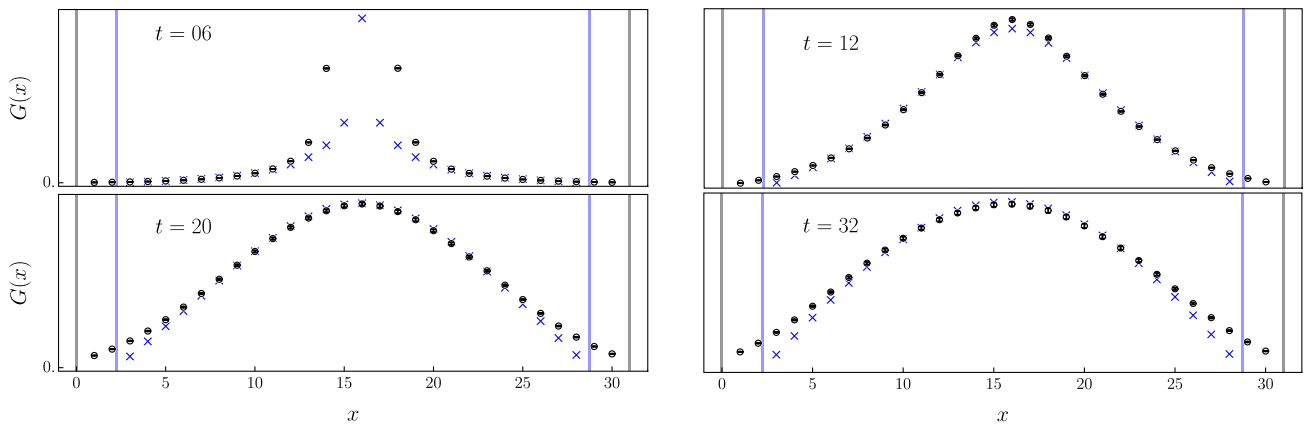 t = 06
G(x)
0.
t = 12
t = 20
G(x)
0.
0 5 10 15 20 25 30
x
t = 32
0 5 10 15 20 25 30
x